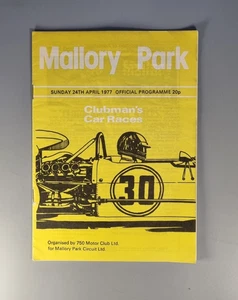 Mallory Park
SUNDAY 24TH APRIL 1977 OFFICIAL PROGRAMME 20p
Clubman's
Car Races
30
Organised by 750 Motor Club Ltd.
for Mallory Park Circuit Ltd